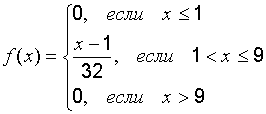 f(x) = { 0, если x ≤ 1
(x − 1)/32, если 1 < x ≤ 9
0, если x > 9